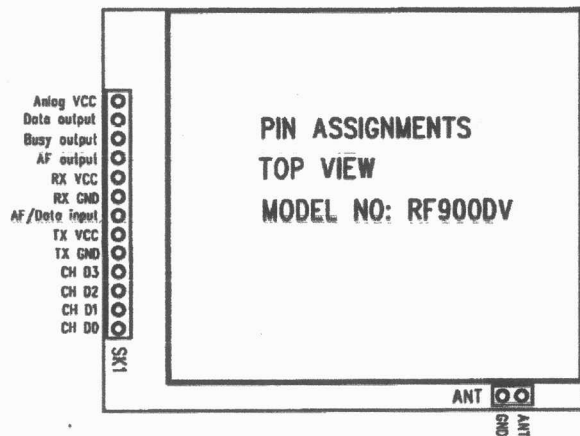 Anlog VCC
Data output
Busy output
AF output
RX VCC
RX GND
AF/Data input
TX VCC
TX GND
CH D3
CH D2
CH D1
CH D0
SK1
PIN ASSIGNMENTS
TOP VIEW
MODEL NO: RF900DV
ANT
GND
ANT